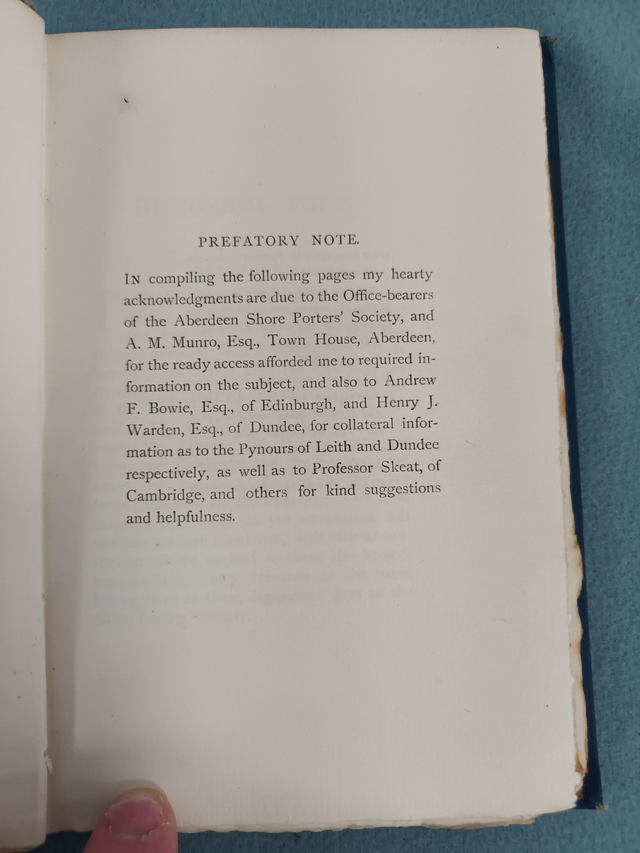 PREFATORY NOTE.
In compiling the following pages my hearty
acknowledgments are due to the Office-bearers
of the Aberdeen Shore Porters' Society, and
A. M. Munro, Esq., Town House, Aberdeen,
for the ready access afforded me to required in-
formation on the subject, and also to Andrew
F. Bowie, Esq., of Edinburgh, and Henry J.
Warden, Esq., of Dundee, for collateral infor-
mation as to the Pynours of Leith and Dundee
respectively, as well as to Professor Skeat, of
Cambridge, and others for kind suggestions
and helpfulness.